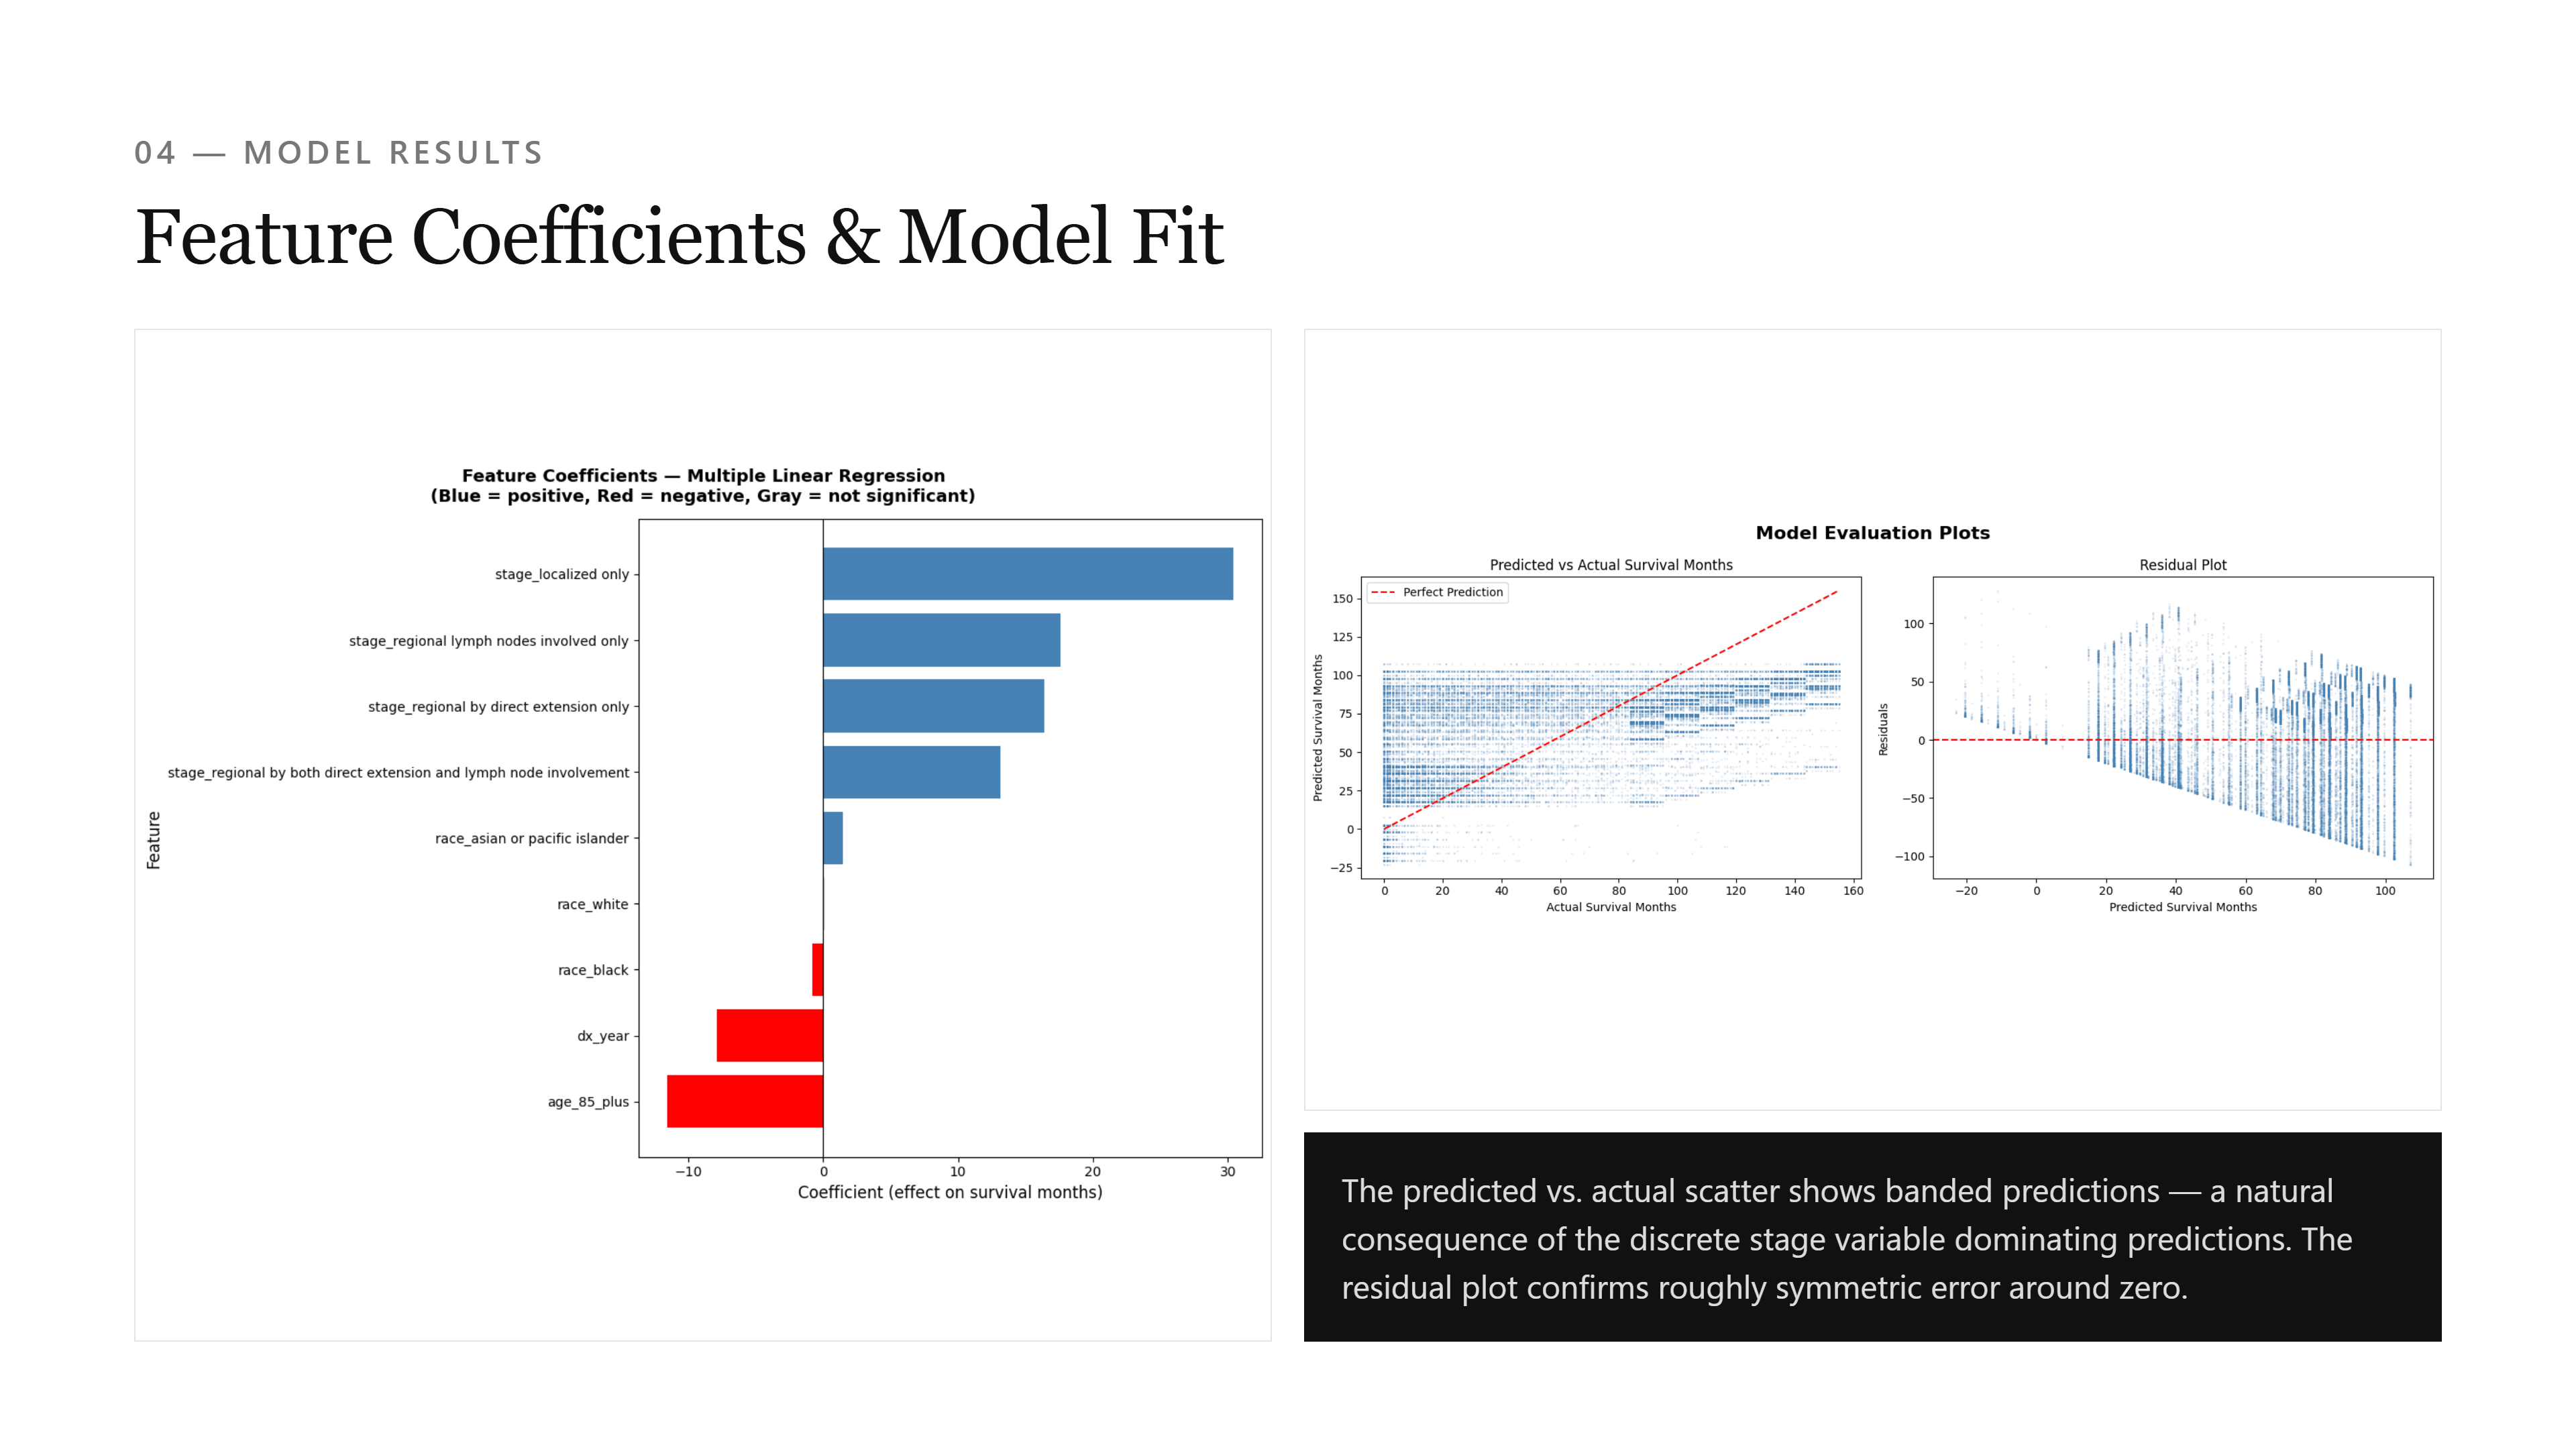 04 — MODEL RESULTS
Feature Coefficients & Model Fit
Feature Coefficients — Multiple Linear Regression
(Blue = positive, Red = negative, Gray = not significant)
Feature
stage_localized only
stage_regional lymph nodes involved only
stage_regional by direct extension only
stage_regional by both direct extension and lymph node involvement
race_asian or pacific islander
race_white
race_black
dx_year
age_85_plus
−10 0 10 20 30
Coefficient (effect on survival months)
Model Evaluation Plots
Predicted vs Actual Survival Months
Perfect Prediction
Predicted Survival Months
150
125
100
75
50
25
0
−25
0 20 40 60 80 100 120 140 160
Actual Survival Months
Residual Plot
Residuals
100
50
0
−50
−100
−20 0 20 40 60 80 100
Predicted Survival Months
The predicted vs. actual scatter shows banded predictions — a natural
consequence of the discrete stage variable dominating predictions. The
residual plot confirms roughly symmetric error around zero.